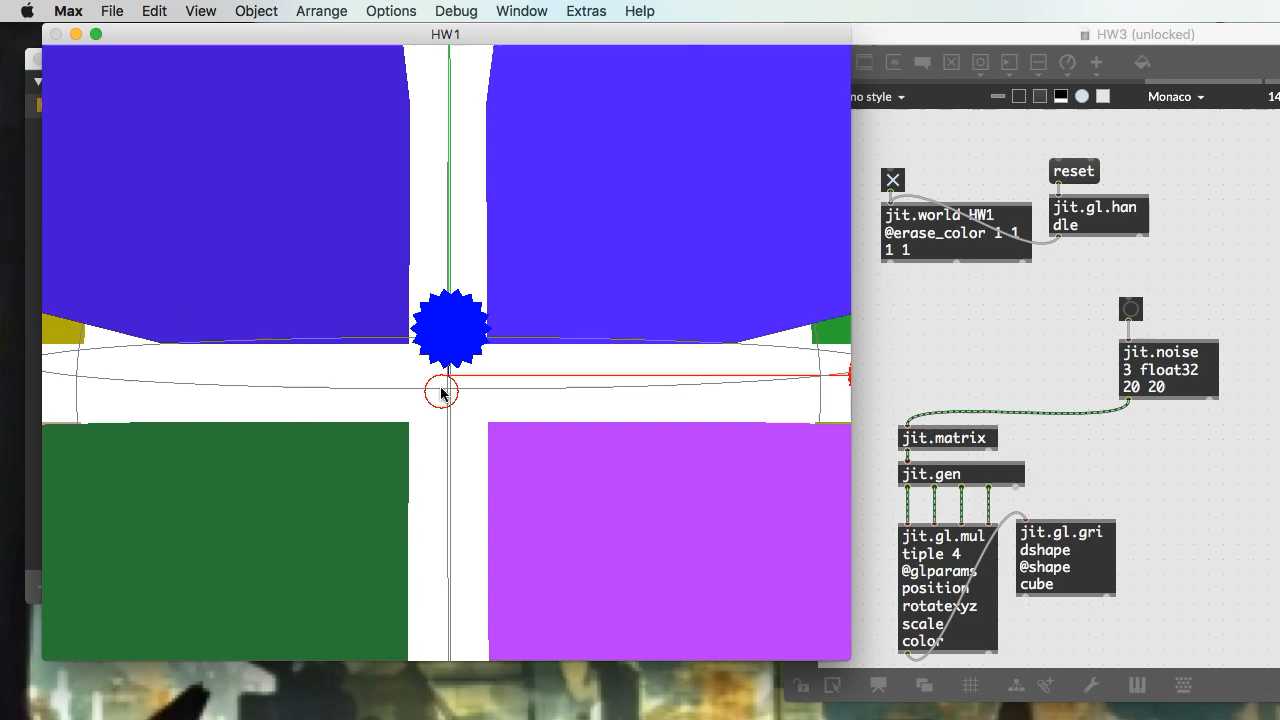 Max File Edit View Object Arrange Options Debug Window Extras Help
HW1
HW3 (unlocked)
no style
Monaco
14
reset
jit.world HW1
@erase_color 1 1
1 1
jit.gl.han
dle
jit.noise
3 float32
20 20
jit.matrix
jit.gen
jit.gl.mul
tiple 4
@glparams
position
rotatexyz
scale
color
jit.gl.gri
dshape
@shape
cube